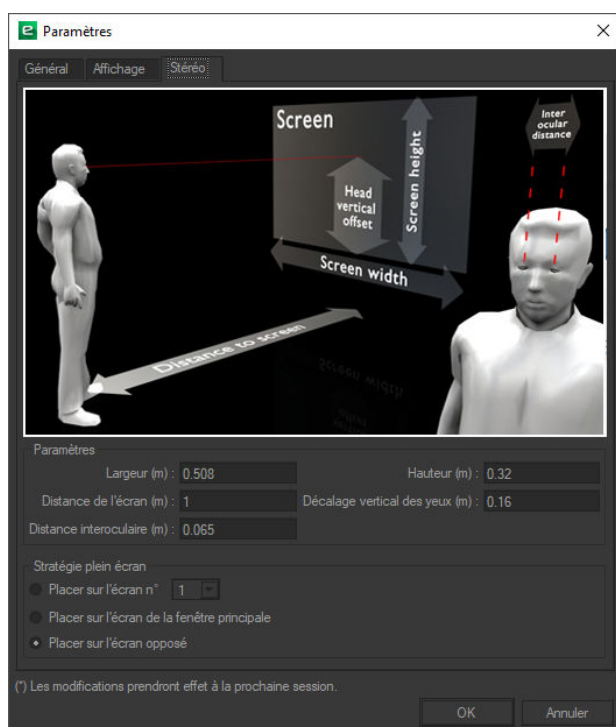 e Paramètres
Général Affichage Stéréo
Screen
Inter
ocular
distance
Screen height
Head
vertical
offset
Screen width
Distance to screen
Screen width
offset
Paramètres
Largeur (m) : 0.508 Hauteur (m) : 0.32
Distance de l'écran (m) : 1 Décalage vertical des yeux (m) : 0.16
Distance interoculaire (m) : 0.065
Stratégie plein écran
Placer sur l'écran n° 1
Placer sur l'écran de la fenêtre principale
Placer sur l'écran opposé
(*) Les modifications prendront effet à la prochaine session.
OK Annuler